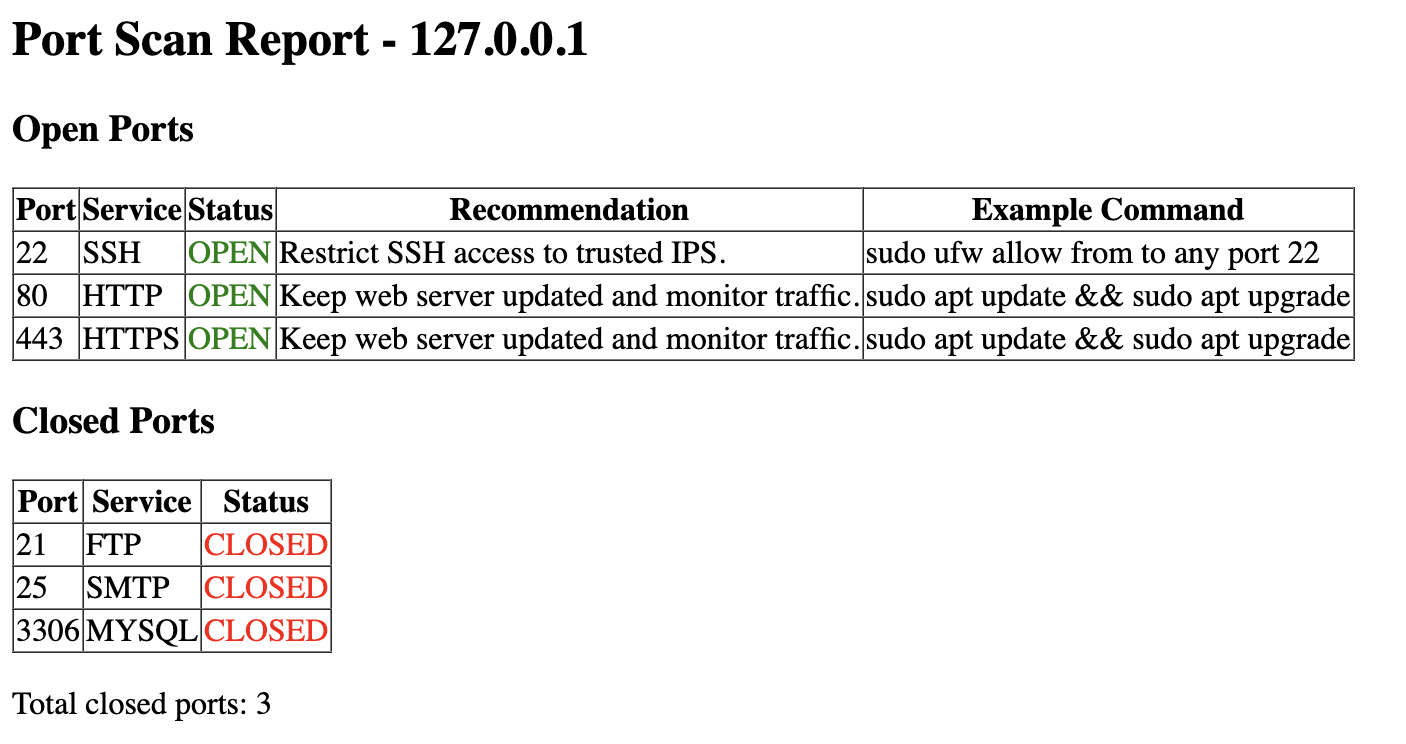 Port Scan Report - 127.0.0.1
Open Ports
Port Service Status Recommendation Example Command
22 SSH OPEN Restrict SSH access to trusted IPS. sudo ufw allow from to any port 22
80 HTTP OPEN Keep web server updated and monitor traffic. sudo apt update && sudo apt upgrade
443 HTTPS OPEN Keep web server updated and monitor traffic. sudo apt update && sudo apt upgrade
Closed Ports
Port Service Status
21 FTP CLOSED
25 SMTP CLOSED
3306 MYSQL CLOSED
Total closed ports: 3